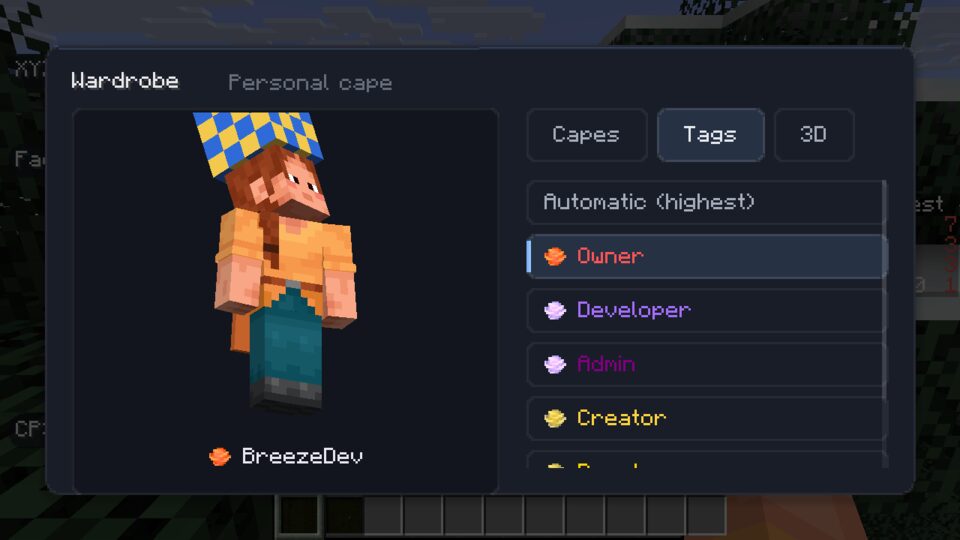 Wardrobe
Personal cape
Capes
Tags
3D
Automatic (highest)
Owner
Developer
Admin
Creator
BreezeDev